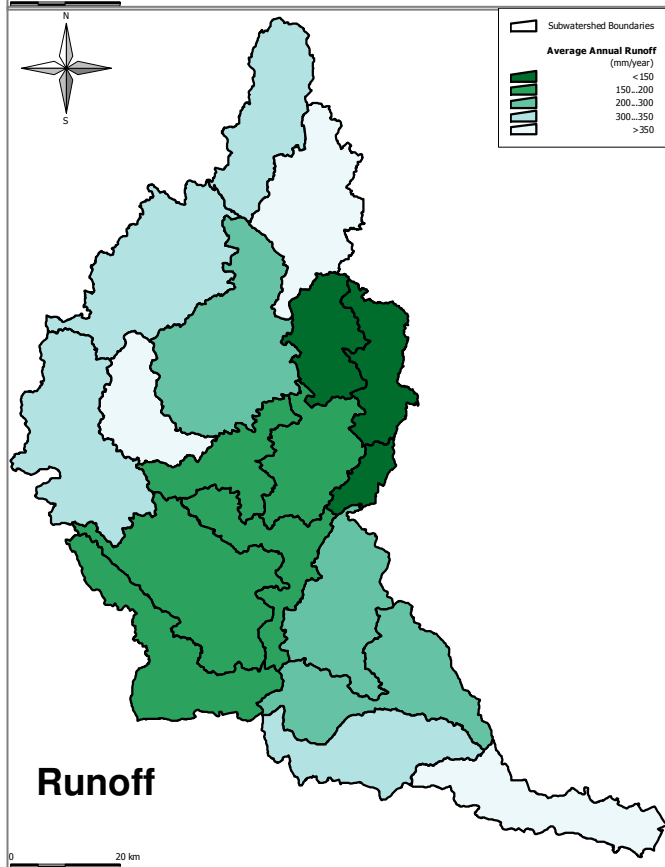 N
S
Subwatershed Boundaries
Average Annual Runoff
(mm/year)
<150
150...200
200...300
300...350
>350
Runoff
0 20 km